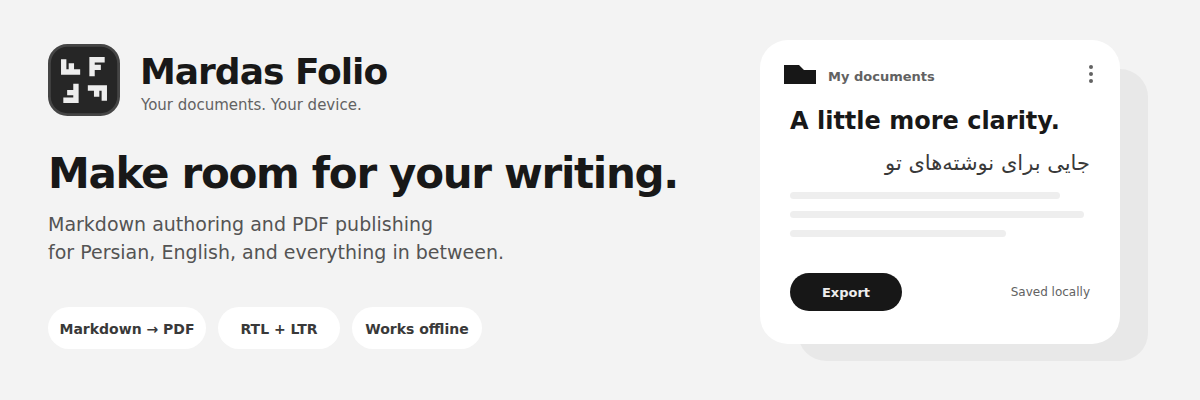 Mardas Folio
Your documents. Your device.
Make room for your writing.
Markdown authoring and PDF publishing
for Persian, English, and everything in between.
Markdown → PDF
RTL + LTR
Works offline
My documents
A little more clarity.
جایی برای نوشته‌های تو
Export
Saved locally